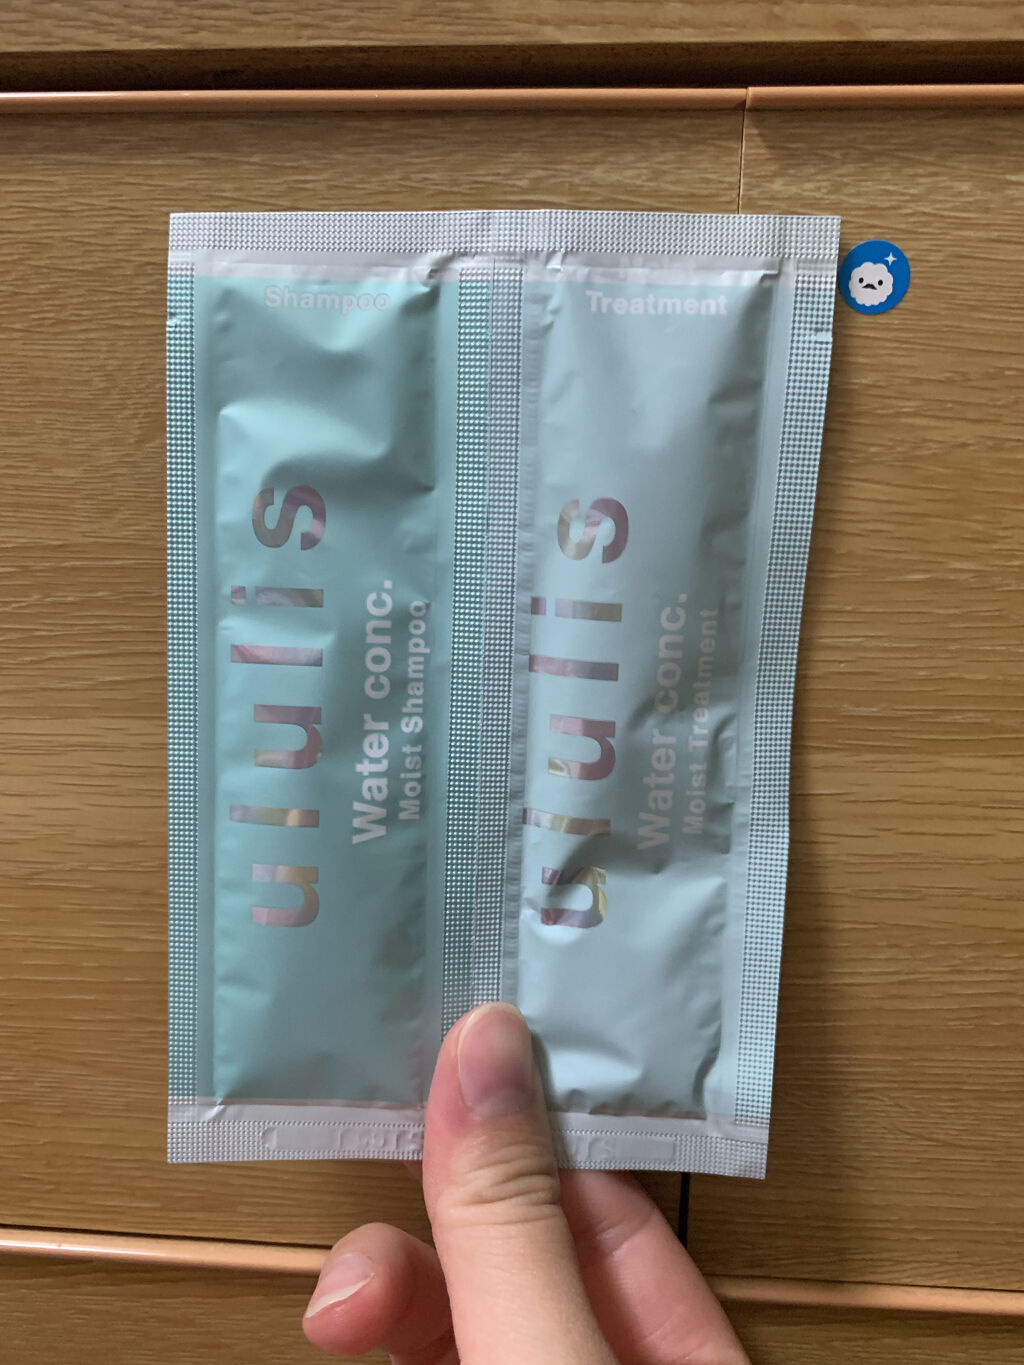 Shampoo
ululis
Water conc.
Moist Shampoo
Treatment
ululis
Water conc.
Moist Treatment